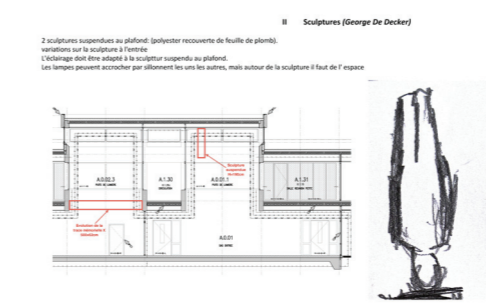 II Sculptures (George De Decker)
2 sculptures suspendues au plafond: (polyester recouverte de feuille de plomb).
variations sur la sculpture à l'entrée
L'éclairage doit être adapté à la sculpttur suspendu au plafond.
Les lampes peuvent accrocher par sillonnent les uns les autres, mais autour de la sculpture il faut de l' espace
Sculpture
suspendue
A.0.02.3
A.1.30
A.0.01.1
A.1.31
A.0.01